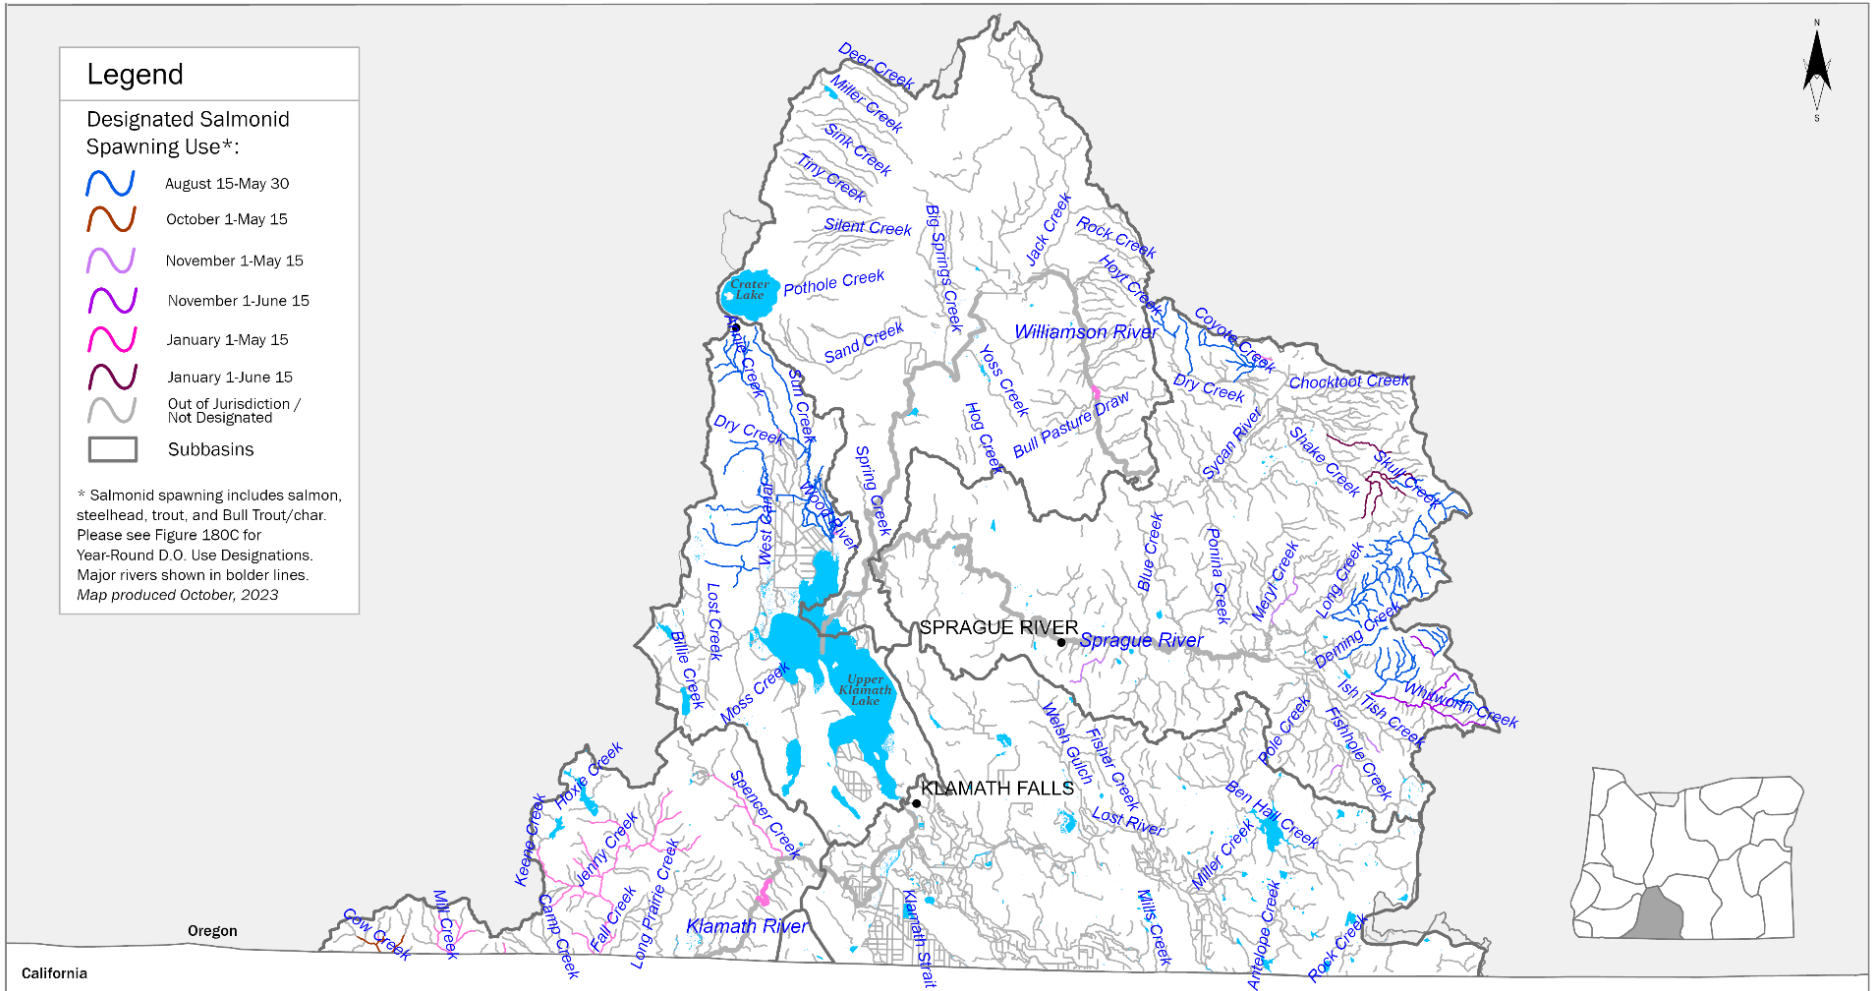 Legend
Designated Salmonid
Spawning Use*:
August 15-May 30
October 1-May 15
November 1-May 15
November 1-June 15
January 1-May 15
January 1-June 15
Out of Jurisdiction /
Not Designated
Subbasins
* Salmonid spawning includes salmon,
steelhead, trout, and Bull Trout/char.
Please see Figure 180C for
Year-Round D.O. Use Designations.
Major rivers shown in bolder lines.
Map produced October, 2023
N
S
Deer Creek
Miller Creek
Sink Creek
Tiny Creek
Silent Creek
Big Springs Creek
Jack Creek
Rock Creek
Hoyt Creek
Crater
Lake
Pothole Creek
Sand Creek
Williamson River
Coyote Creek
Annie Creek
Sun Creek
Yoss Creek
Dry Creek
Chocktoot Creek
Hog Creek
Bull Pasture Draw
Sycan River
Dry Creek
Spring Creek
Shake Creek
Skull Creek
West Canal
Wood River
Blue Creek
Ponina Creek
Meryl Creek
Long Creek
Lost Creek
Billie Creek
Moss Creek
SPRAGUE RIVER
Sprague River
Deming Creek
Upper
Klamath
Lake
Ish Tish Creek
Whitworth Creek
Fishhole Creek
Pole Creek
Welsh Gulch
Fisher Creek
Hoxie Creek
Spencer Creek
KLAMATH FALLS
Lost River
Ben Hall Creek
Miller Creek
Keene Creek
Jenny Creek
Long Prairie Creek
Fall Creek
Camp Creek
Mill Creek
Cow Creek
Klamath River
Klamath Strait
Mills Creek
Antelope Creek
Rock Creek
Oregon
California